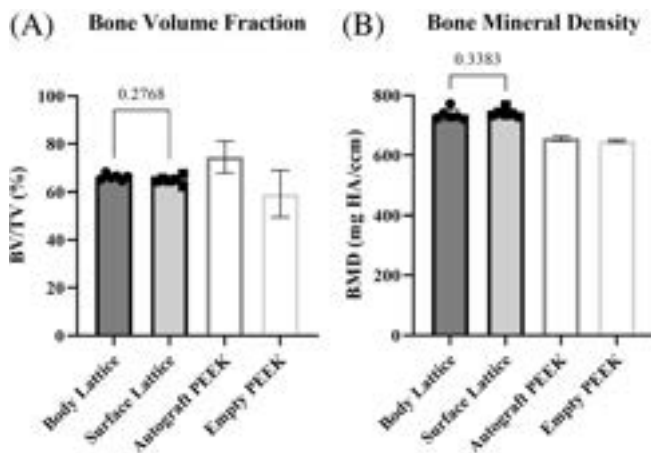 (A) Bone Volume Fraction
0.2768
100
80
60
40
20
0
BV/TV (%)
Body Lattice
Surface Lattice
Autograft PEEK
Empty PEEK
(B) Bone Mineral Density
0.3383
800
600
400
200
0
BMD (mg HA/ccm)
Body Lattice
Surface Lattice
Autograft PEEK
Empty PEEK